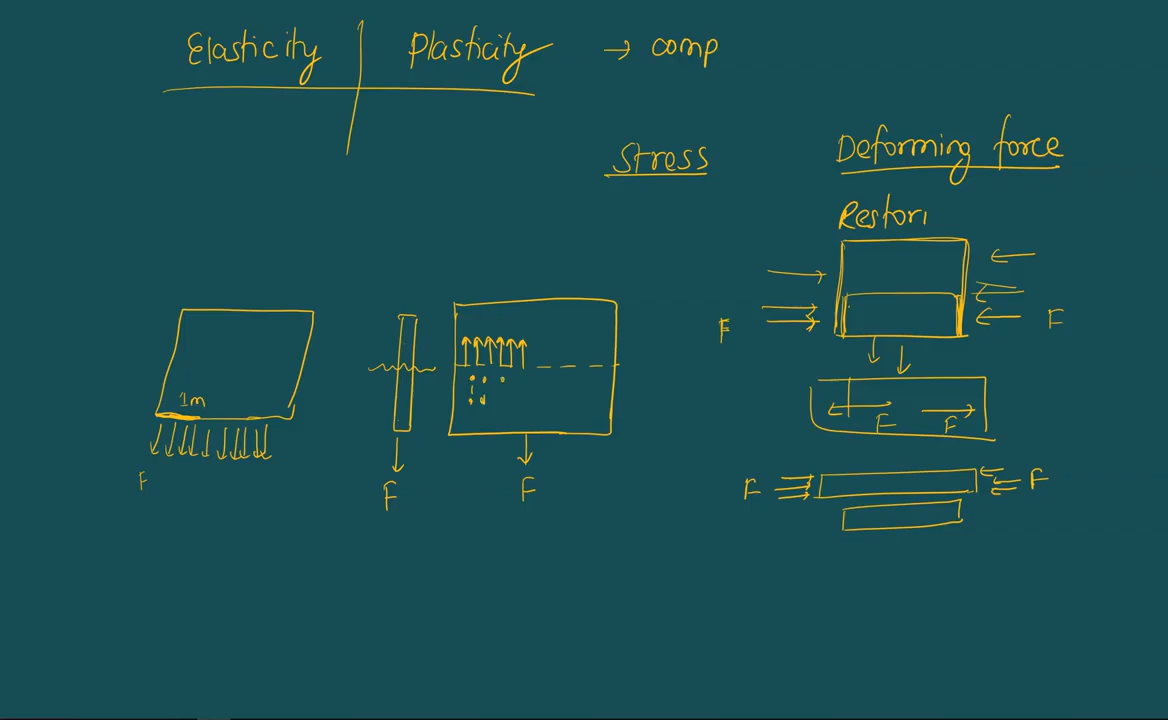 Elasticity Plasticity → comp
Stress
Deforming force
Restori
F F
1m
F F
F
F F
F F